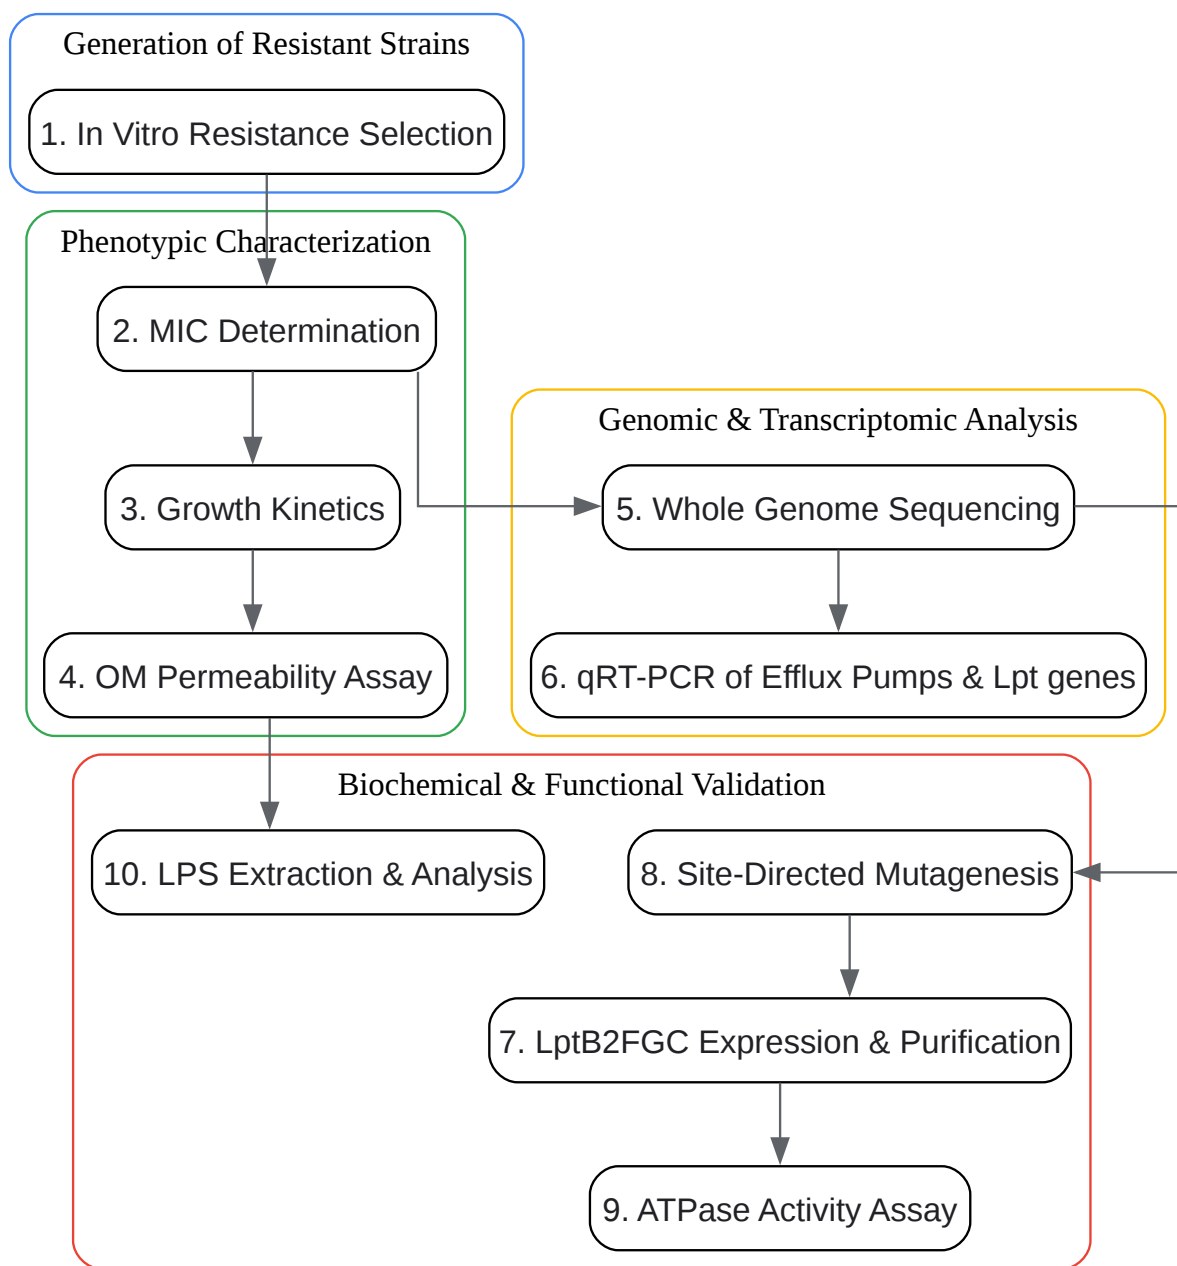 Generation of Resistant Strains
1. In Vitro Resistance Selection
Phenotypic Characterization
2. MIC Determination
3. Growth Kinetics
4. OM Permeability Assay
Genomic & Transcriptomic Analysis
5. Whole Genome Sequencing
6. qRT-PCR of Efflux Pumps & Lpt genes
Biochemical & Functional Validation
10. LPS Extraction & Analysis
8. Site-Directed Mutagenesis
7. LptB2FGC Expression & Purification
9. ATPase Activity Assay